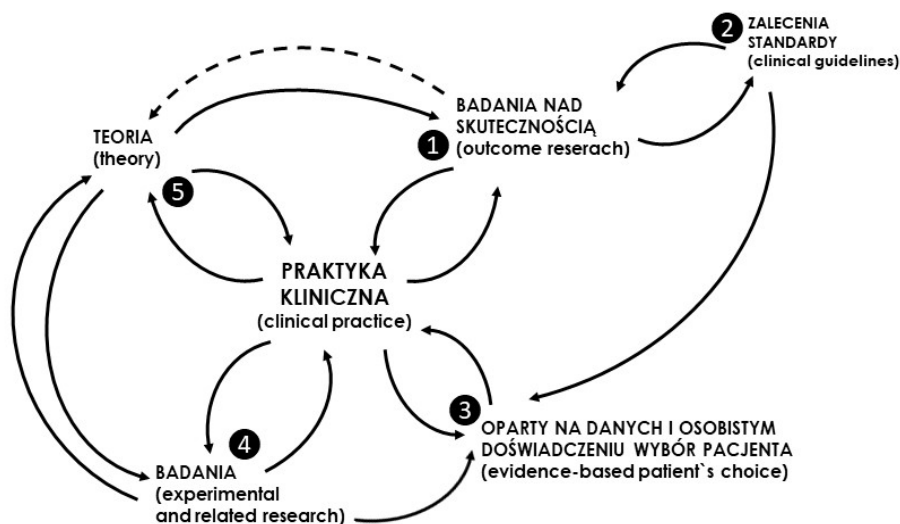 2
ZALECENIA
STANDARDY
(clinical guidelines)
BADANIA NAD
SKUTECZNOŚCIĄ
1
(outcome reserach)
TEORIA
(theory)
5
PRAKTYKA
KLINICZNA
(clinical practice)
3
OPARTY NA DANYCH I OSOBISTYM
DOŚWIADCZENIU WYBÓR PACJENTA
(evidence-based patient`s choice)
4
BADANIA
(experimental
and related research)